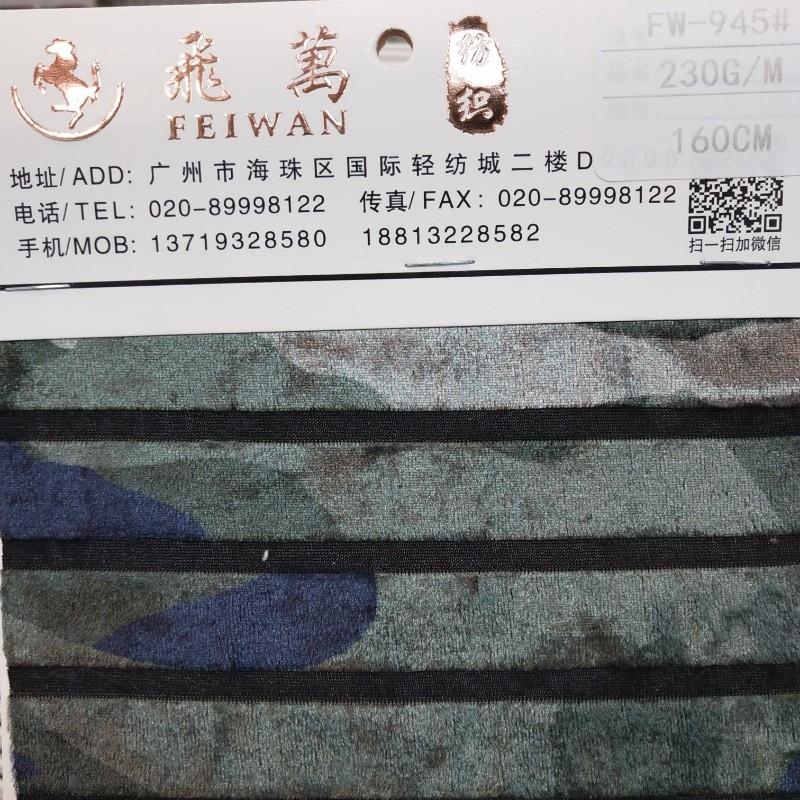 飛萬
FEIWAN
纺织
FW-945#
230G/M
160CM
地址/ADD: 广州市海珠区国际轻纺城二楼D
电话/TEL: 020-89998122 传真/FAX: 020-89998122
手机/MOB: 13719328580 18813228582
扫一扫加微信